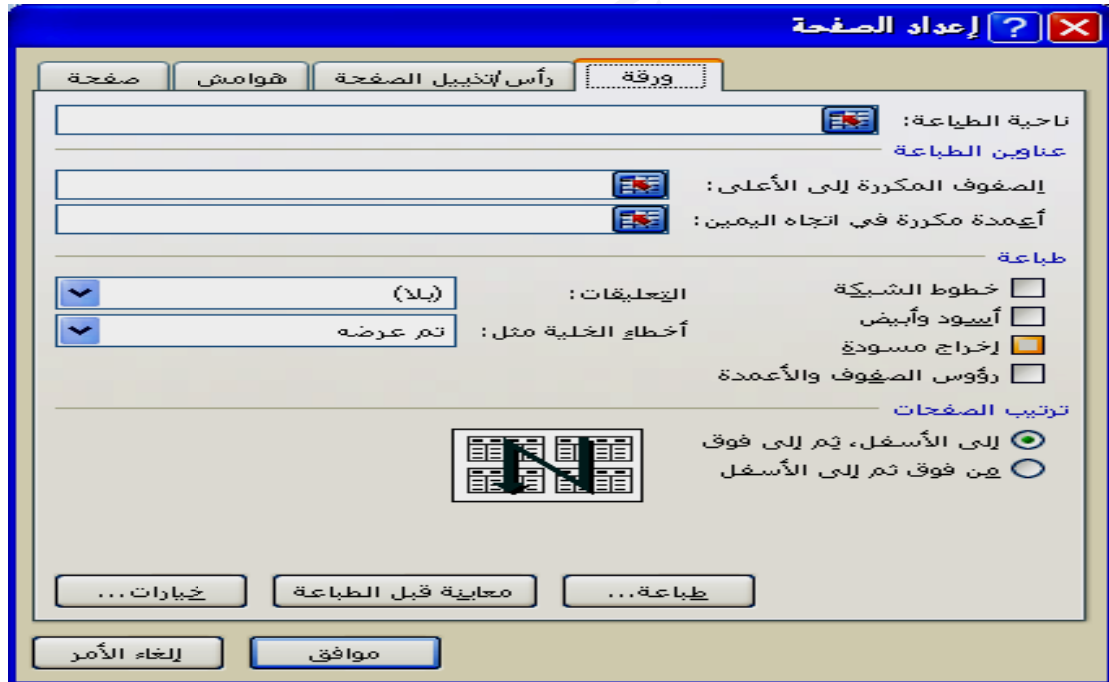 إعداد الصفحة
صفحة هوامش رأس/تذييل الصفحة ورقة
ناحية الطباعة:
عناوين الطباعة
الصفوف المكررة إلى الأعلى:
أعمدة مكررة في اتجاه اليمين:
طباعة
خطوط الشبكة التعليقات: (بلا)
أسود وأبيض
أخطاء الخلية مثل: تم عرضه
إخراج مسودة
رؤوس الصفوف والأعمدة
ترتيب الصفحات
إلى الأسفل، ثم إلى فوق
من فوق ثم إلى الأسفل
طباعة... معاينة قبل الطباعة خيارات...
موافق إلغاء الأمر